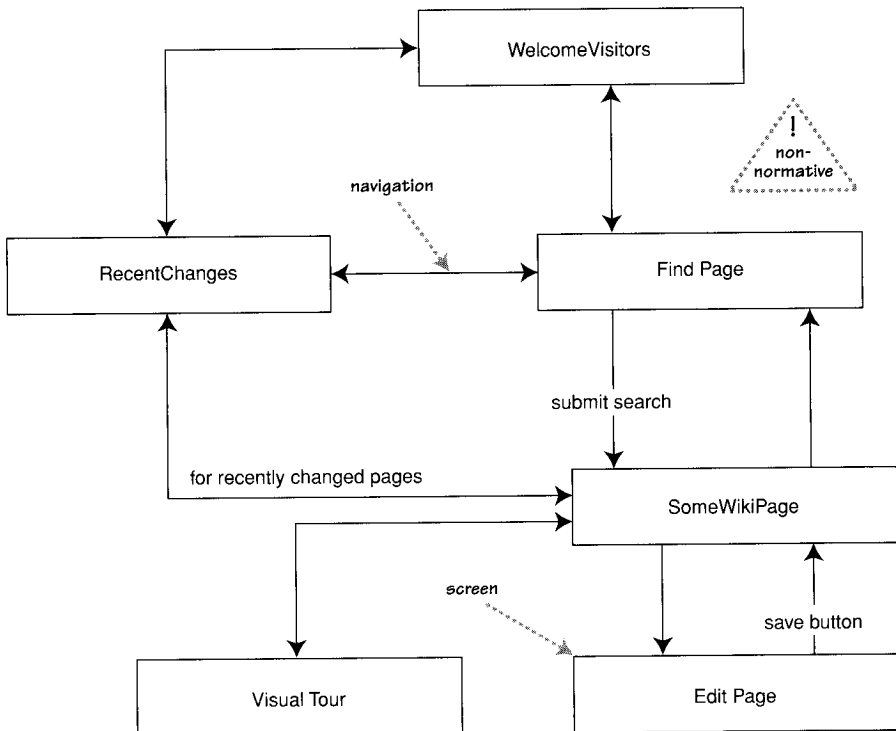 WelcomeVisitors
!
non-
normative
navigation
RecentChanges
Find Page
submit search
for recently changed pages
SomeWikiPage
screen
save button
Visual Tour
Edit Page